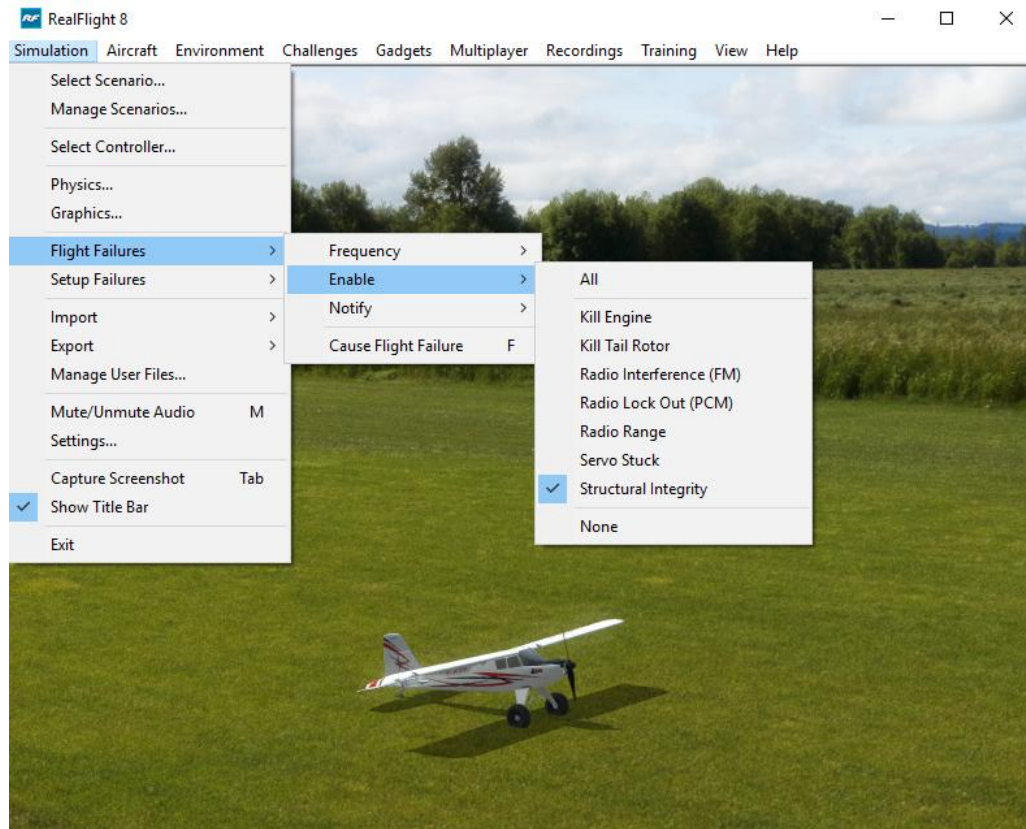 RealFlight 8
Simulation Aircraft Environment Challenges Gadgets Multiplayer Recordings Training View Help
Select Scenario...
Manage Scenarios...
Select Controller...
Physics...
Graphics...
Flight Failures
Setup Failures
Import
Export
Manage User Files...
Mute/Unmute Audio M
Settings...
Capture Screenshot Tab
Show Title Bar
Exit
Frequency
Enable
Notify
Cause Flight Failure F
All
Kill Engine
Kill Tail Rotor
Radio Interference (FM)
Radio Lock Out (PCM)
Radio Range
Servo Stuck
Structural Integrity
None